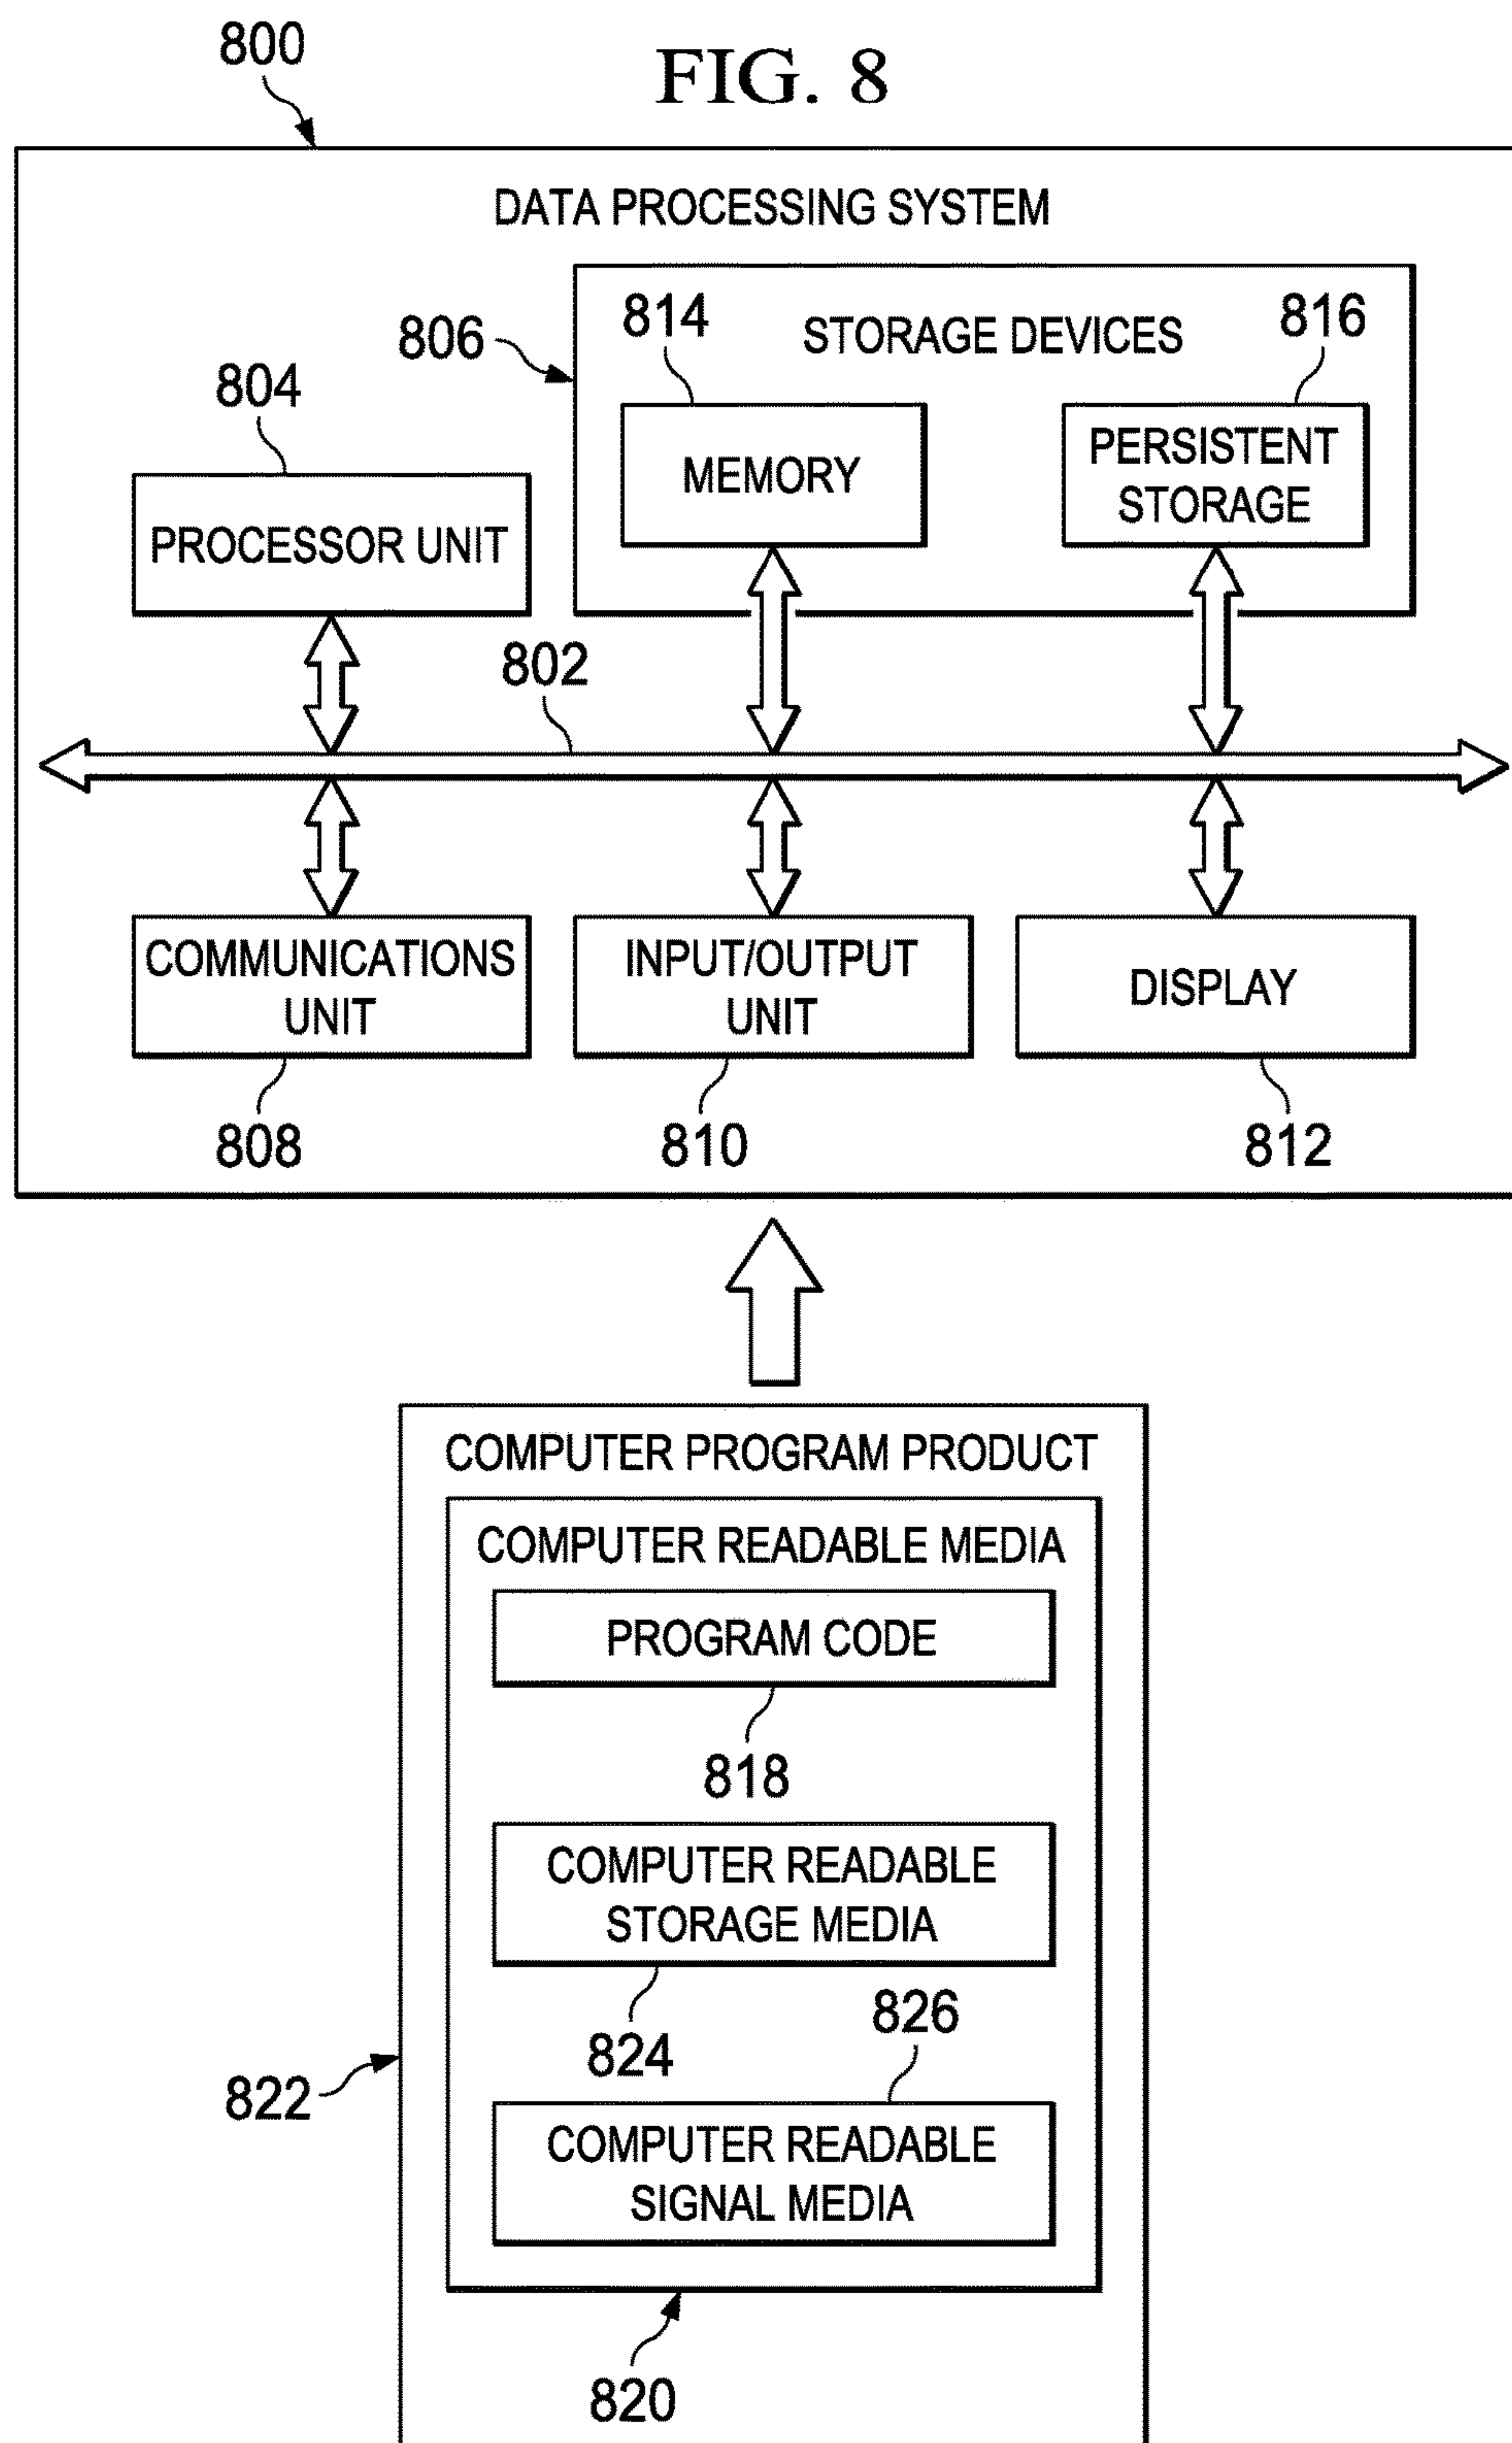 800
FIG. 8
DATA PROCESSING SYSTEM
806
814
STORAGE DEVICES
816
804
MEMORY
PERSISTENT
STORAGE
PROCESSOR UNIT
802
COMMUNICATIONS
UNIT
INPUT/OUTPUT
UNIT
DISPLAY
808
810
812
COMPUTER PROGRAM PRODUCT
COMPUTER READABLE MEDIA
PROGRAM CODE
818
COMPUTER READABLE
STORAGE MEDIA
824
826
822
COMPUTER READABLE
SIGNAL MEDIA
820